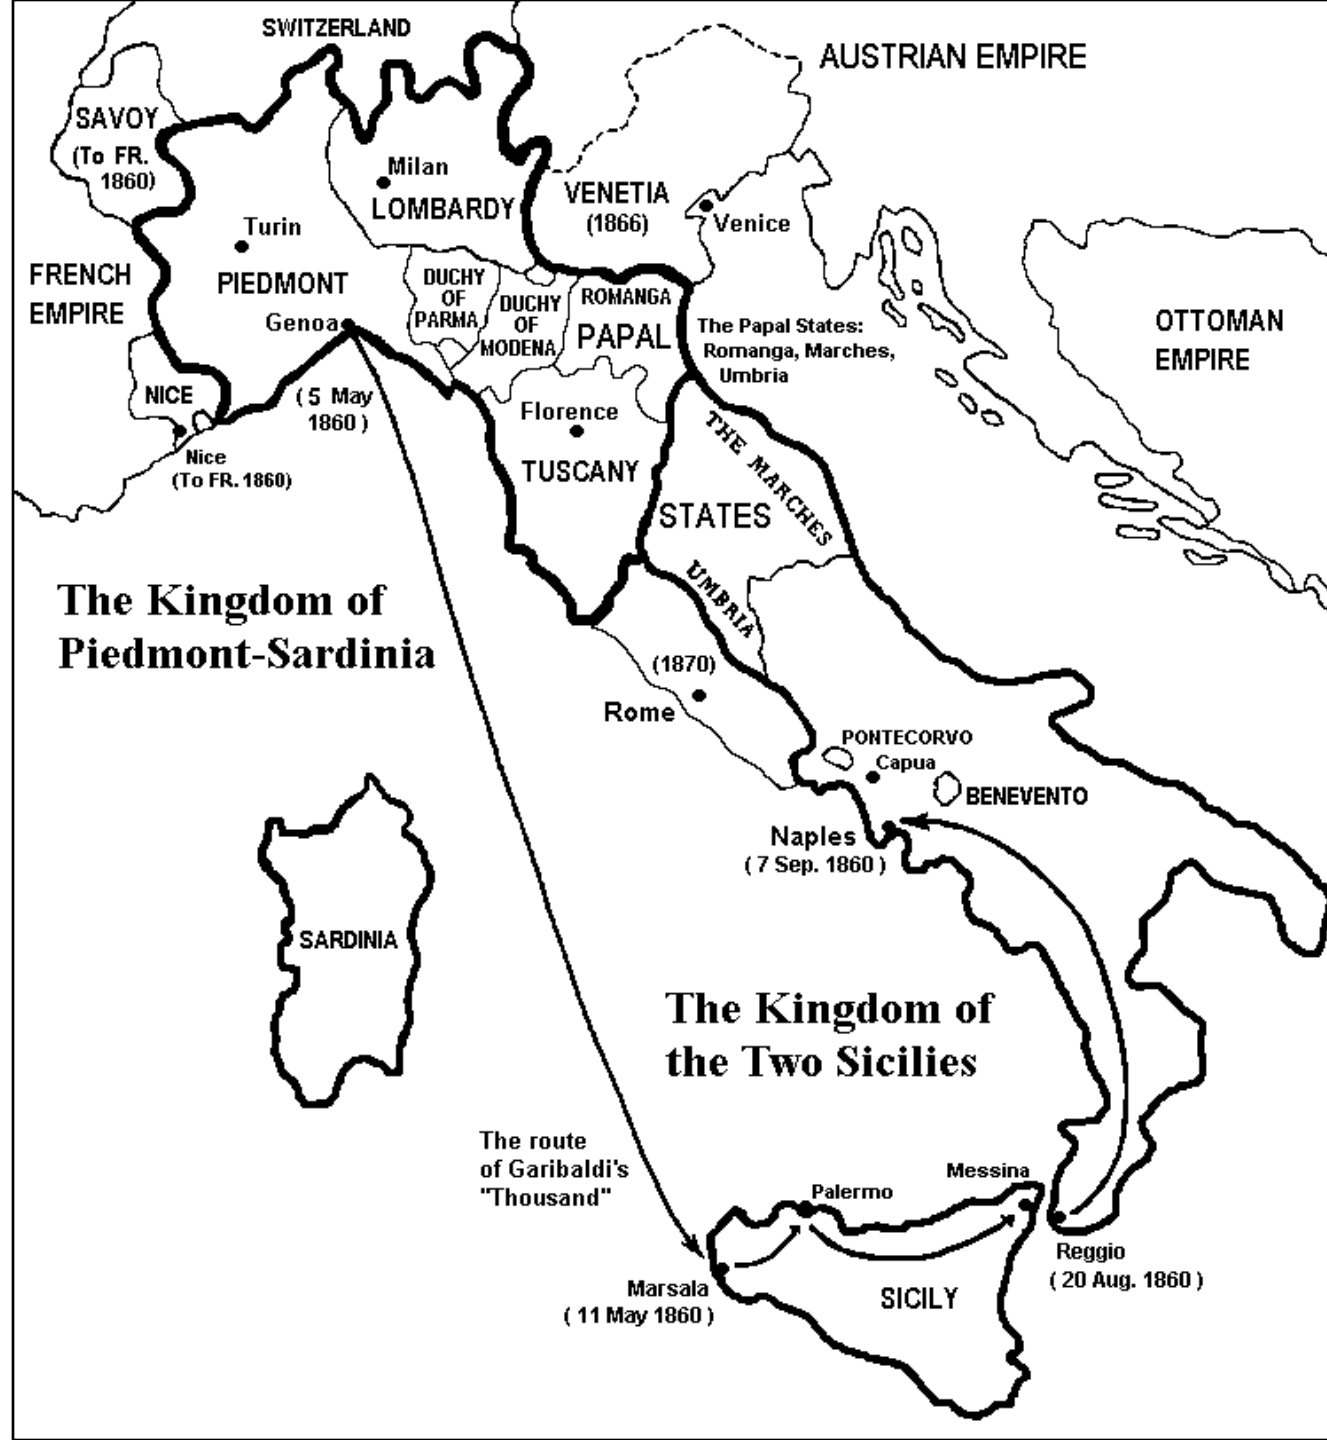 SWITZERLAND
AUSTRIAN EMPIRE
SAVOY
(To FR.
1860)
Milan
LOMBARDY
VENETIA
(1866)
Venice
Turin
PIEDMONT
Genoa
FRENCH
EMPIRE
DUCHY
OF
PARMA
DUCHY
OF
MODENA
ROMANGA
PAPAL
The Papal States:
Romanga, Marches,
Umbria
OTTOMAN
EMPIRE
NICE
( 5 May
1860 )
Nice
(To FR. 1860)
Florence
TUSCANY
THE MARCHES
STATES
UMBRIA
The Kingdom of
Piedmont-Sardinia
(1870)
Rome
PONTECORVO
Capua
BENEVENTO
Naples
( 7 Sep. 1860 )
SARDINIA
The Kingdom of
the Two Sicilies
The route
of Garibaldi's
"Thousand"
Messina
Palermo
Reggio
( 20 Aug. 1860 )
Marsala
( 11 May 1860 )
SICILY